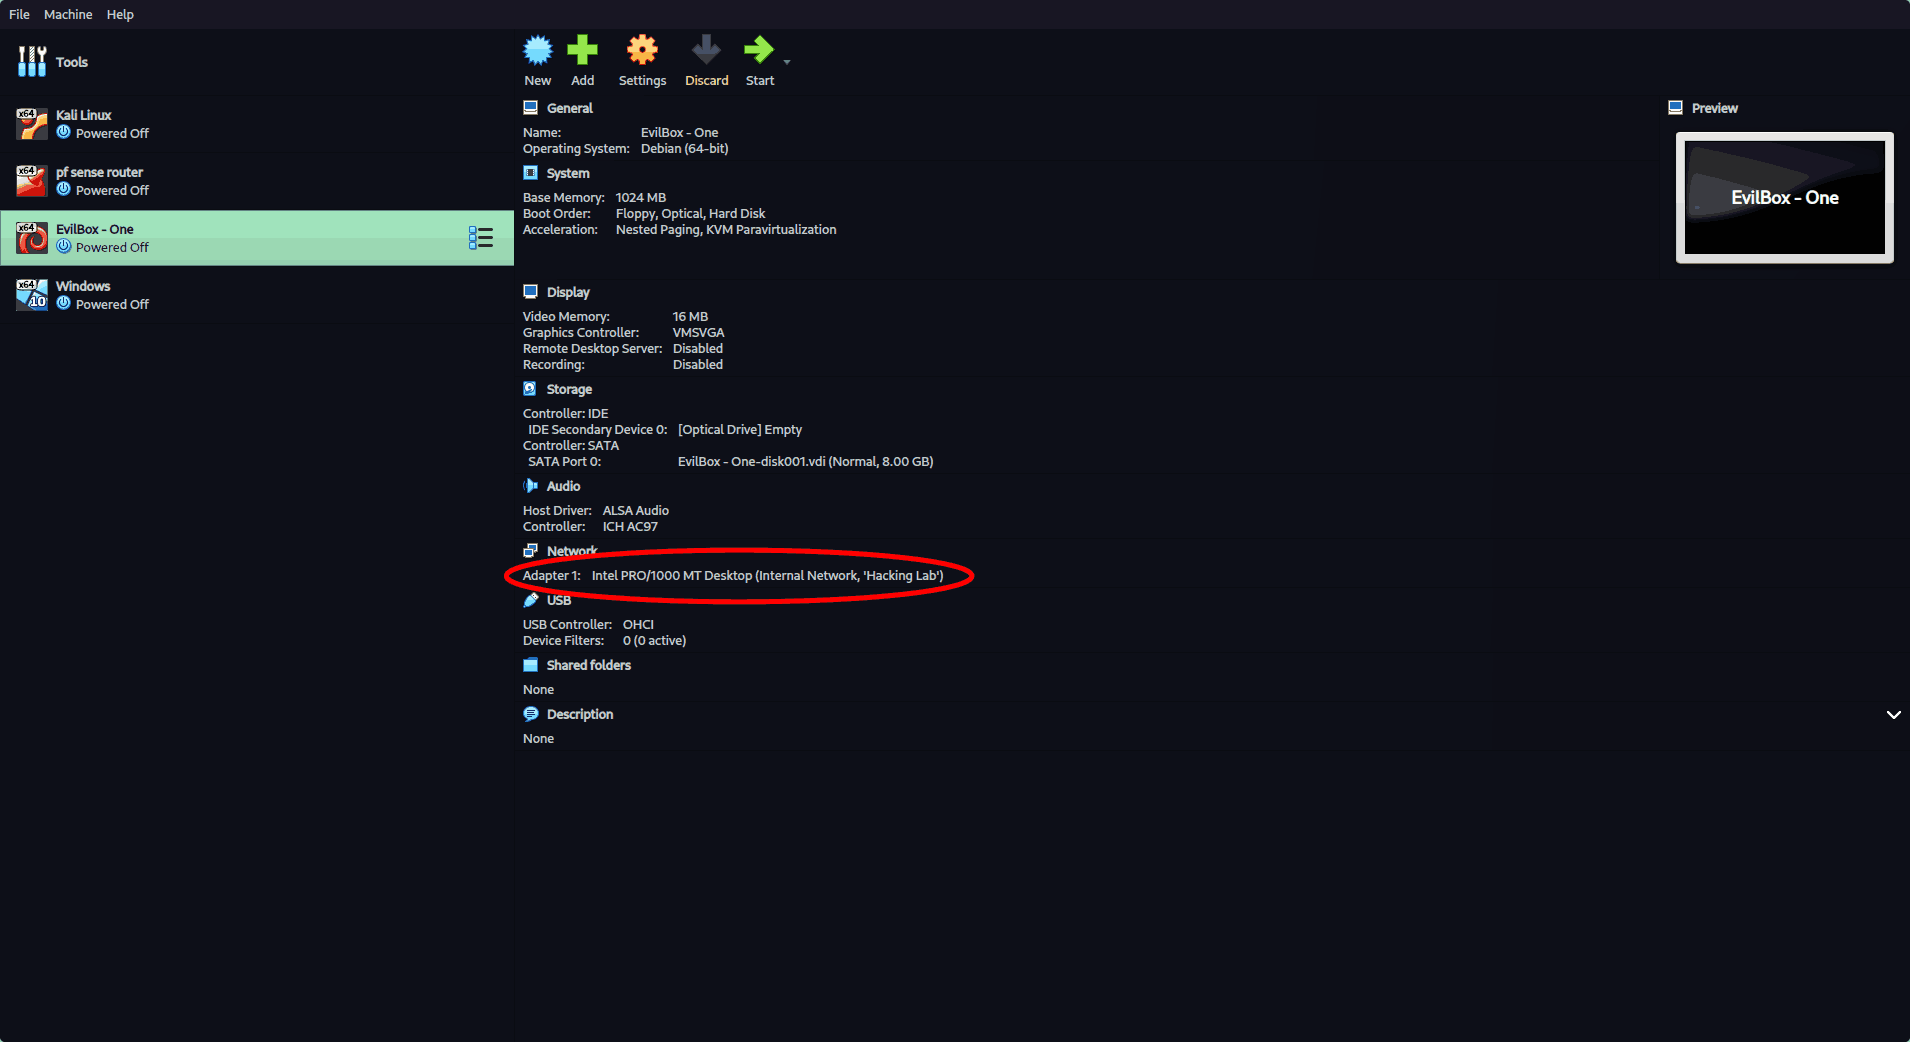 File Machine Help
Tools
New Add Settings Discard Start
x64 Kali Linux
Powered Off
x64 pf sense router
Powered Off
x64 EvilBox - One
Powered Off
x64 10 Windows
Powered Off
General
Name: EvilBox - One
Operating System: Debian (64-bit)
System
Base Memory: 1024 MB
Boot Order: Floppy, Optical, Hard Disk
Acceleration: Nested Paging, KVM Paravirtualization
Display
Video Memory: 16 MB
Graphics Controller: VMSVGA
Remote Desktop Server: Disabled
Recording: Disabled
Storage
Controller: IDE
IDE Secondary Device 0: [Optical Drive] Empty
Controller: SATA
SATA Port 0: EvilBox - One-disk001.vdi (Normal, 8.00 GB)
Audio
Host Driver: ALSA Audio
Controller: ICH AC97
Network
Adapter 1: Intel PRO/1000 MT Desktop (Internal Network, 'Hacking Lab')
USB
USB Controller: OHCI
Device Filters: 0 (0 active)
Shared folders
None
Description
None
Preview
EvilBox - One